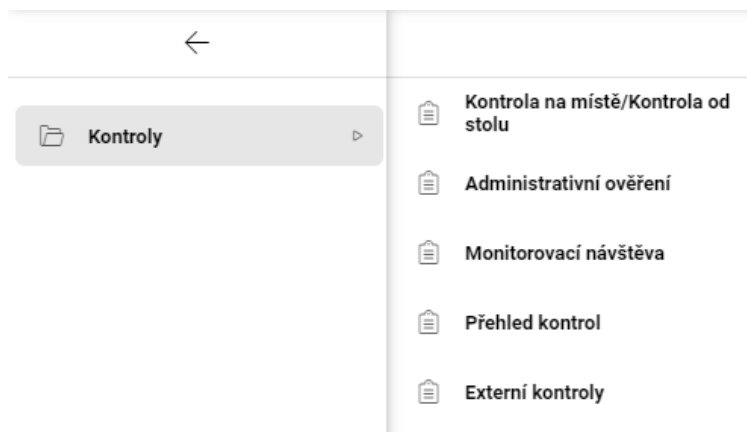 Kontroly
Kontrola na místě/Kontrola od
stolu
Administrativní ověření
Monitorovací návštěva
Přehled kontrol
Externí kontroly